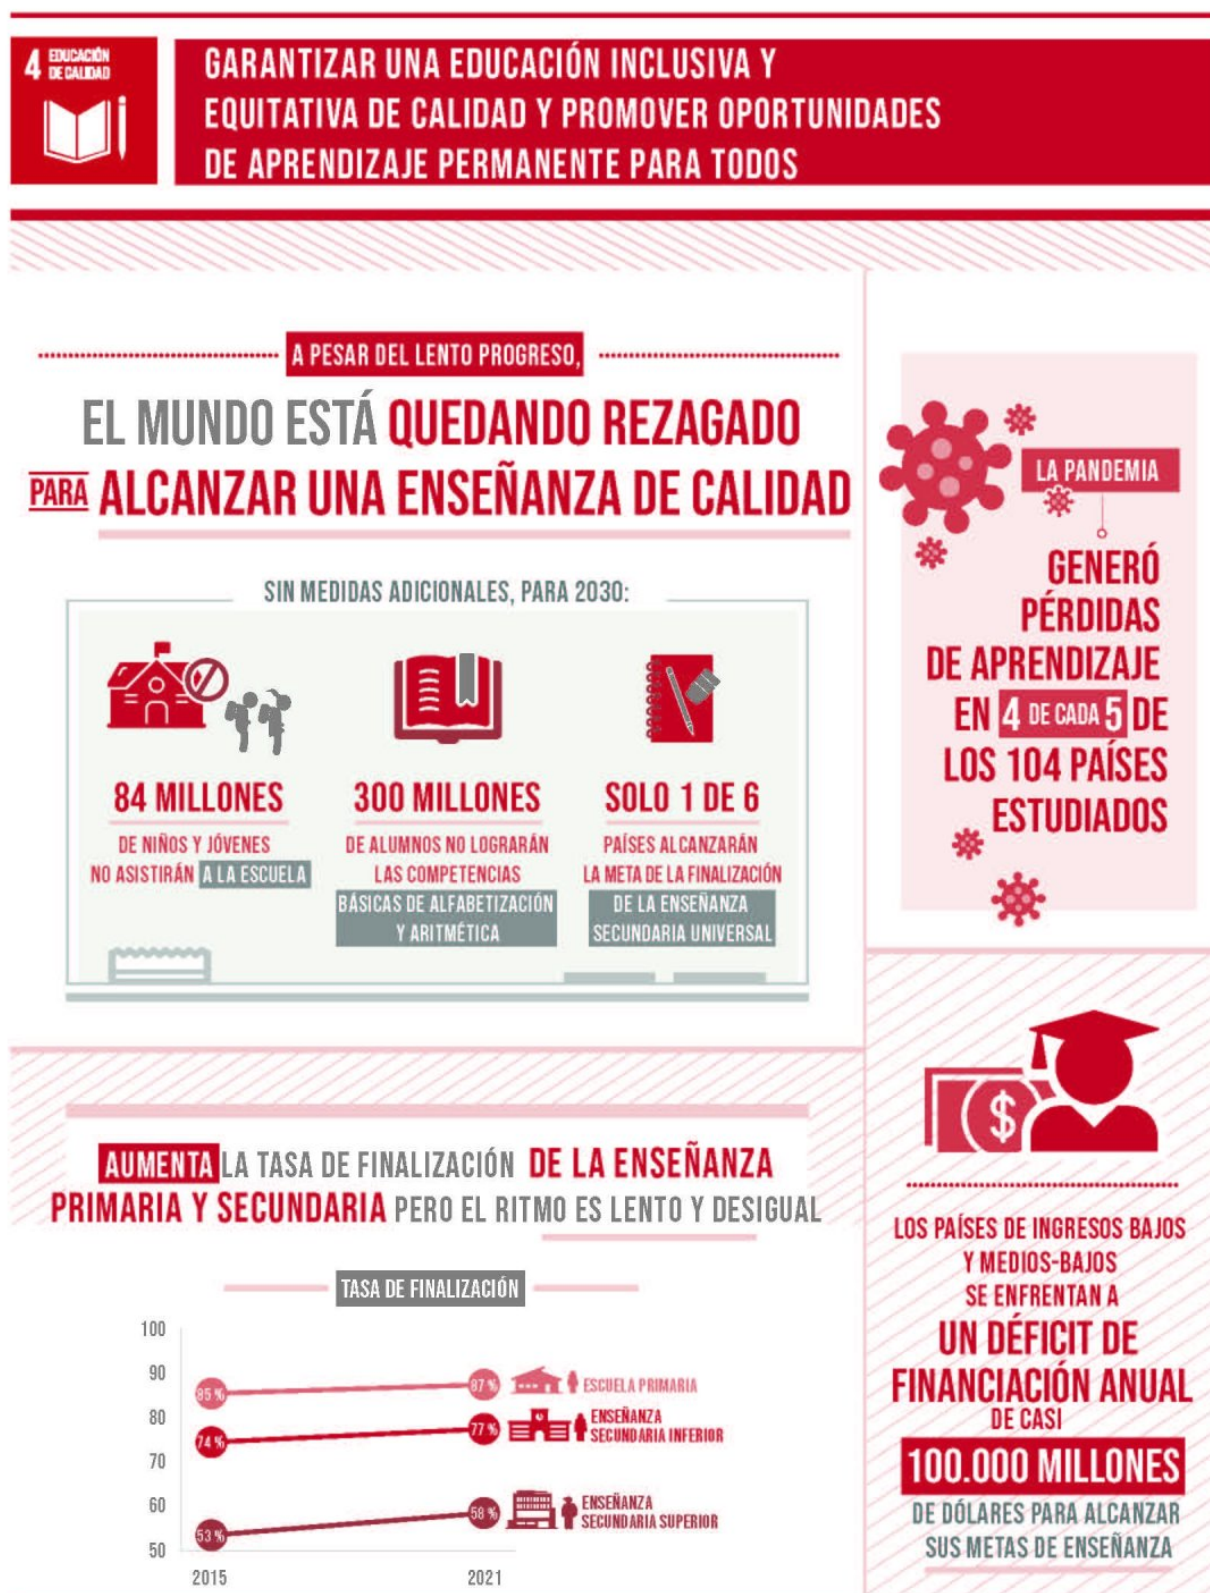 4 EDUCACIÓN
DE CALIDAD
GARANTIZAR UNA EDUCACIÓN INCLUSIVA Y
EQUITATIVA DE CALIDAD Y PROMOVER OPORTUNIDADES
DE APRENDIZAJE PERMANENTE PARA TODOS
A PESAR DEL LENTO PROGRESO,
EL MUNDO ESTÁ QUEDANDO REZAGADO
PARA ALCANZAR UNA ENSEÑANZA DE CALIDAD
SIN MEDIDAS ADICIONALES, PARA 2030:
84 MILLONES
DE NIÑOS Y JÓVENES
NO ASISTIRÁN A LA ESCUELA
300 MILLONES
DE ALUMNOS NO LOGRARÁN
LAS COMPETENCIAS
BÁSICAS DE ALFABETIZACIÓN
Y ARITMÉTICA
SOLO 1 DE 6
PAÍSES ALCANZARÁN
LA META DE LA FINALIZACIÓN
DE LA ENSEÑANZA
SECUNDARIA UNIVERSAL
LA PANDEMIA
GENERÓ
PÉRDIDAS
DE APRENDIZAJE
EN 4 DE CADA 5 DE
LOS 104 PAÍSES
ESTUDIADOS
AUMENTA LA TASA DE FINALIZACIÓN DE LA ENSEÑANZA
PRIMARIA Y SECUNDARIA PERO EL RITMO ES LENTO Y DESIGUAL
TASA DE FINALIZACIÓN
100
90
80
70
60
50
85 %
87 %
ESCUELA PRIMARIA
74 %
77 %
ENSEÑANZA
SECUNDARIA INFERIOR
53 %
58 %
ENSEÑANZA
SECUNDARIA SUPERIOR
2015
2021
$
LOS PAÍSES DE INGRESOS BAJOS
Y MEDIOS-BAJOS
SE ENFRENTAN A
UN DÉFICIT DE
FINANCIACIÓN ANUAL
DE CASI
100.000 MILLONES
DE DÓLARES PARA ALCANZAR
SUS METAS DE ENSEÑANZA